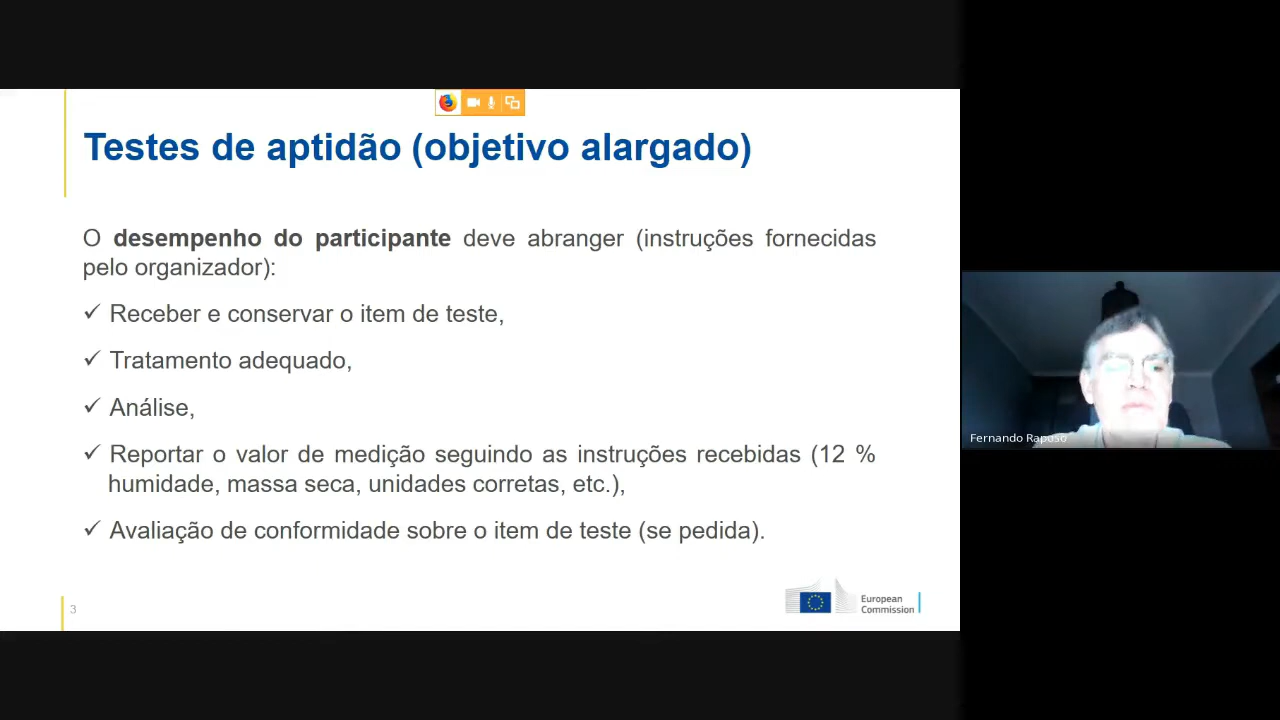 Testes de aptidão (objetivo alargado)
O desempenho do participante deve abranger (instruções fornecidas
pelo organizador):
✓ Receber e conservar o item de teste,
✓ Tratamento adequado,
✓ Análise,
✓ Reportar o valor de medição seguindo as instruções recebidas (12 %
humidade, massa seca, unidades corretas, etc.),
✓ Avaliação de conformidade sobre o item de teste (se pedida).
3
European
Commission
Fernando Raposo